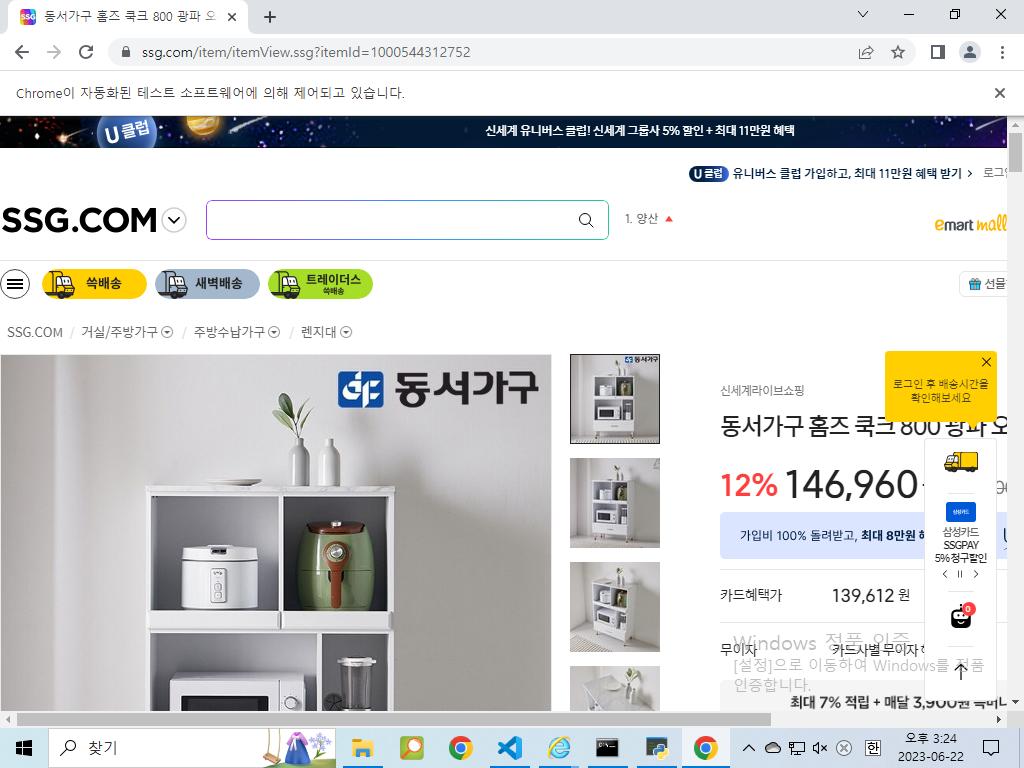 동서가구 홈즈 쿡크 800 광파 오
ssg.com/item/itemView.ssg?itemId=1000544312752
Chrome이 자동화된 테스트 소프트웨어에 의해 제어되고 있습니다.
U 클럽
신세계 유니버스 클럽! 신세계 그룹사 5% 할인 + 최대 11만원 혜택
U 클럽 유니버스 클럽 가입하고, 최대 11만원 혜택 받기 >
로그인
SSG.COM
1. 양산
emart mall
쓱배송
새벽배송
트레이더스
쓱배송
선물
SSG.COM / 거실/주방가구 / 주방수납가구 / 렌지대
동서가구
동서가구
로그인 후 배송시간을
확인해보세요
신세계라이브쇼핑
동서가구 홈즈 쿡크 800 광파 오
12% 146,960
가입비 100% 돌려받고, 최대 8만원
삼성카드
삼성카드
SSGPAY
5% 청구할인
카드혜택가 139,612 원
0
무이자 카드사별 무이자
Windows 정품 인증
[설정]으로 이동하여 Windows를 정품
인증합니다.
최대 7% 적립 + 매달 3,900원
찾기
오후 3:24
2023-06-22
한